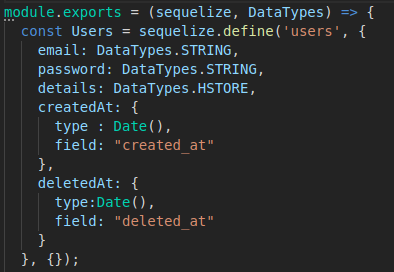 module.exports = (sequelize, DataTypes) => {
  const Users = sequelize.define('users', {
    email: DataTypes.STRING,
    password: DataTypes.STRING,
    details: DataTypes.HSTORE,
    createdAt: {
      type : Date(),
      field: "created_at"
    },
    deletedAt: {
      type:Date(),
      field: "deleted_at"
    }
  }, {});